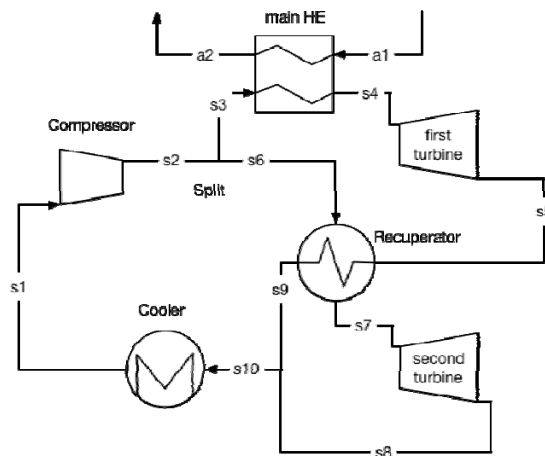 main HE
a2
a1
s3
s4
Compressor
first
turbine
s2
s6
Split
Recuperator
s1
s9
Cooler
s7
second
turbine
s10
s8